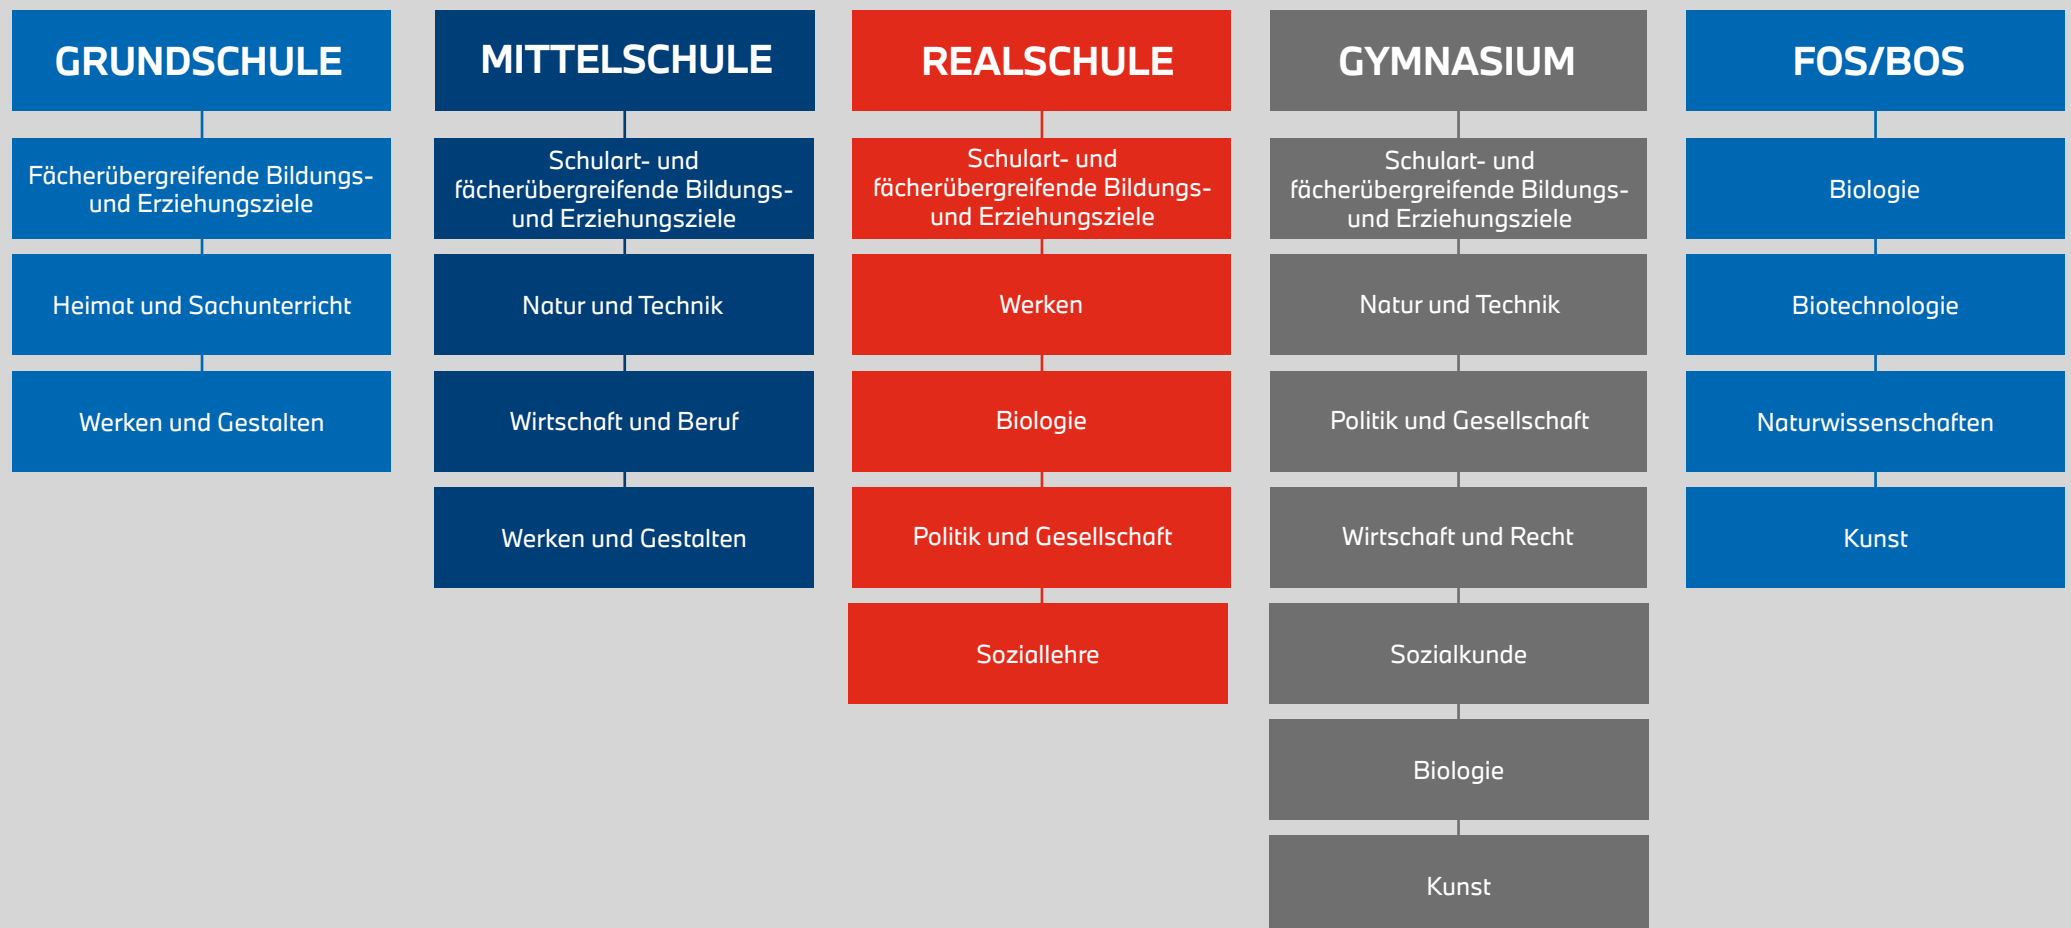 GRUNDSCHULE
Fächerübergreifende Bildungs-
und Erziehungsziele
Heimat und Sachunterricht
Werken und Gestalten
MITTELSCHULE
Schulart- und
fächerübergreifende Bildungs-
und Erziehungsziele
Natur und Technik
Wirtschaft und Beruf
Werken und Gestalten
REALSCHULE
Schulart- und
fächerübergreifende Bildungs-
und Erziehungsziele
Werken
Biologie
Politik und Gesellschaft
Soziallehre
GYMNASIUM
Schulart- und
fächerübergreifende Bildungs-
und Erziehungsziele
Natur und Technik
Politik und Gesellschaft
Wirtschaft und Recht
Sozialkunde
Biologie
Kunst
FOS/BOS
Biologie
Biotechnologie
Naturwissenschaften
Kunst